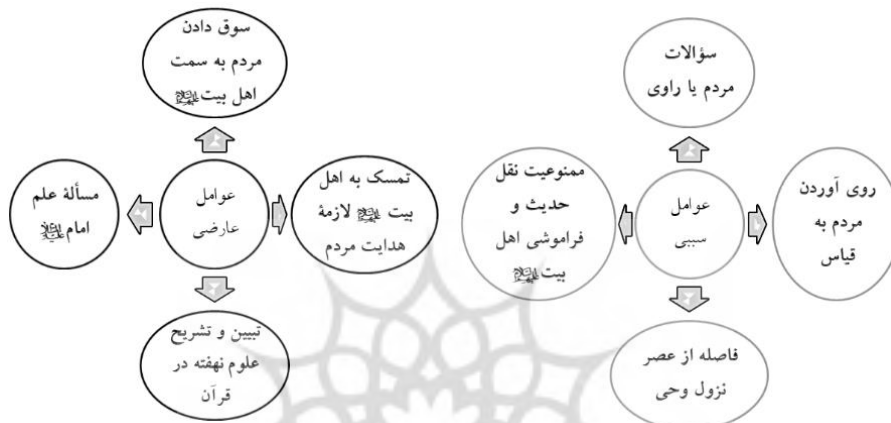 سؤالات
مردم یا راوی
روی آوردن
مردم به
قیاس
عوامل
سببی
ممنوعیت نقل
حدیث و
فراموشی اهل
بیت علیهم‌السلام
فاصله از عصر
نزول وحی
سوق دادن
مردم به سمت
اهل بیت علیهم‌السلام
تمسک به اهل
بیت علیهم‌السلام لازمۀ
هدایت مردم
عوامل
عارضی
مسألۀ علم
امام علیه‌السلام
تبیین و تشریح
علوم نهفته در
قرآن